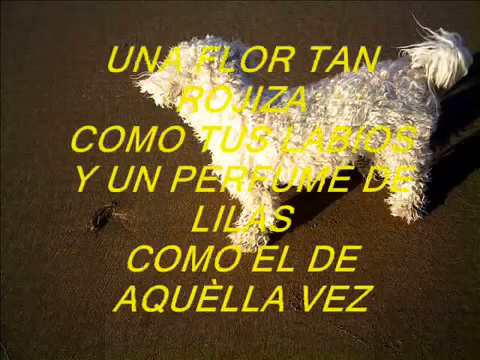 UNA FLOR TAN
ROJIZA
COMO TUS LABIOS
Y UN PERFUME DE
LILAS
COMO EL DE
AQUÈLLA VEZ